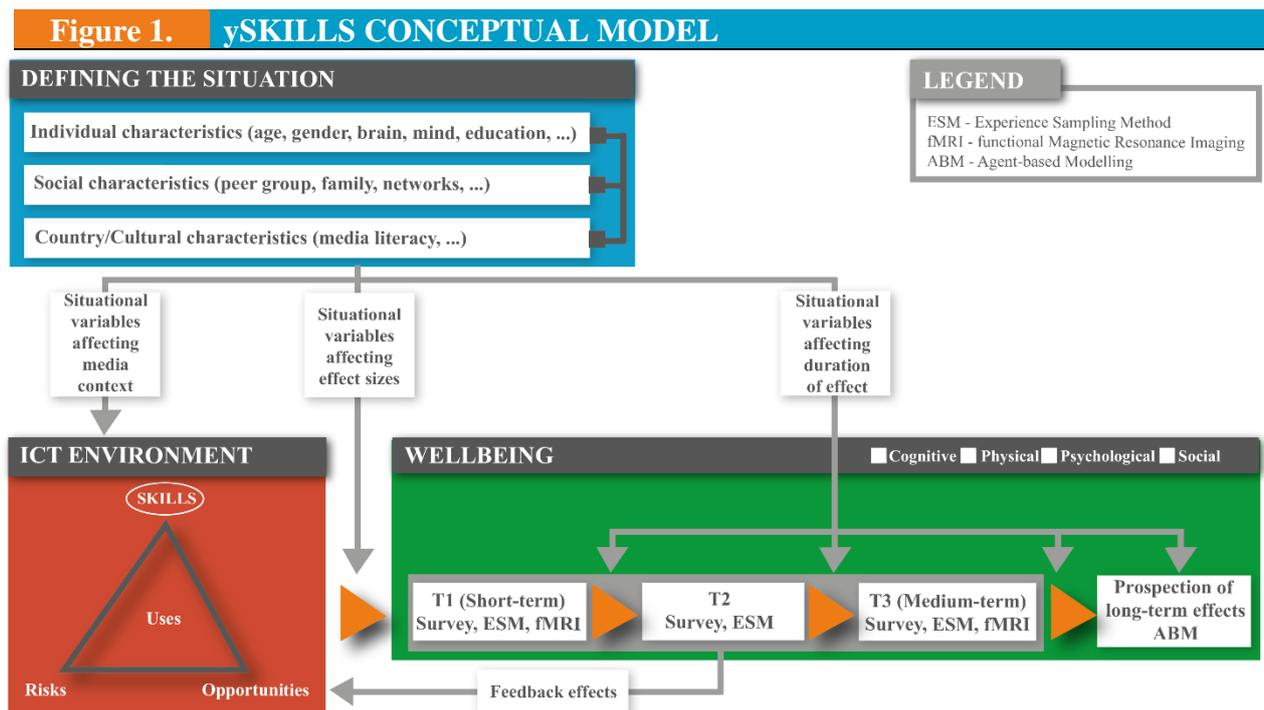 Figure 1. ySKILLS CONCEPTUAL MODEL
DEFINING THE SITUATION
Individual characteristics (age, gender, brain, mind, education, ...)
Social characteristics (peer group, family, networks, ...)
Country/Cultural characteristics (media literacy, ...)
LEGEND
ESM - Experience Sampling Method
fMRI - functional Magnetic Resonance Imaging
ABM - Agent-based Modelling
Situational
variables
affecting
media
context
Situational
variables
affecting
effect sizes
Situational
variables
affecting
duration
of effect
ICT ENVIRONMENT
SKILLS
Uses
Risks
Opportunities
WELLBEING
Cognitive Physical Psychological Social
T1 (Short-term)
Survey, ESM, fMRI
T2
Survey, ESM
T3 (Medium-term)
Survey, ESM, fMRI
Prospection of
long-term effects
ABM
Feedback effects